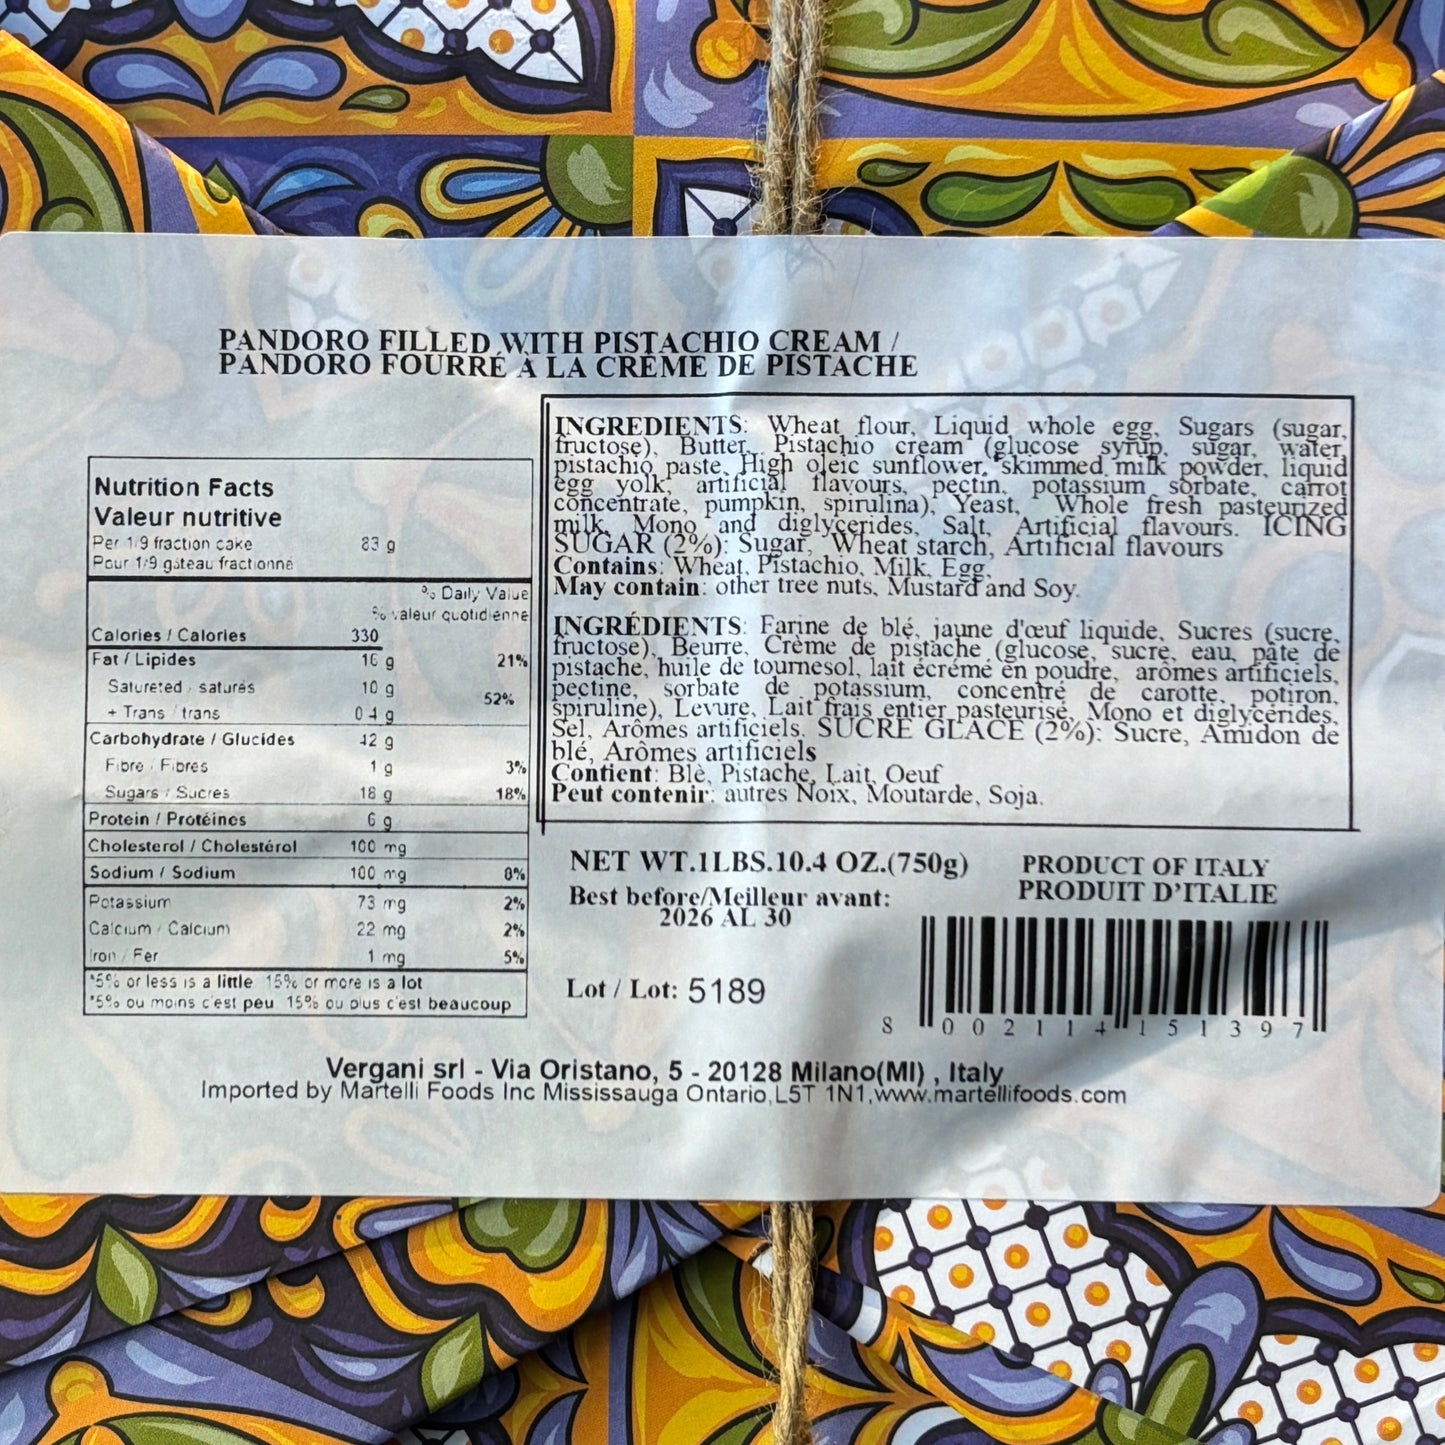 PANDORO FILLED WITH PISTACHIO CREAM /
PANDORO FOURRÉ À LA CRÈME DE PISTACHE
Nutrition Facts
Valeur nutritive
Per 1/9 fraction cake 83 g
Pour 1/9 gâteau fractionné
% Daily Value
% valeur quotidienne
Calories / Calories 330
Fat / Lipides 16 g 21%
Satureted / saturés 10 g
52%
+ Trans / trans 0.4 g
Carbohydrate / Glucides 42 g
Fibre / Fibres 1 g 3%
Sugars / Sucres 18 g 18%
Protein / Protéines 6 g
Cholesterol / Cholestérol 100 mg
Sodium / Sodium 100 mg
Potassium 73 mg 2%
Calcium / Calcium 22 mg 2%
Iron / Fer 1 mg 5%
*5% or less is a little 15% or more is a lot
*5% ou moins c'est peu 15% ou plus c'est beaucoup
INGREDIENTS: Wheat flour, Liquid whole egg, Sugars (sugar,
fructose), Butter, Pistachio cream (glucose syrup, sugar, water,
pistachio paste, High oleic sunflower, skimmed milk powder, liquid
egg yolk, artificial flavours, pectin, potassium sorbate, carrot
concentrate, pumpkin, spirulina), Yeast, Whole fresh pasteurized
milk, Mono and diglycerides, Salt, Artificial flavours. ICING
SUGAR (2%): Sugar, Wheat starch, Artificial flavours
Contains: Wheat, Pistachio, Milk, Egg,
May contain: other tree nuts, Mustard and Soy.
INGRÉDIENTS: Farine de blé, jaune d'œuf liquide, Sucres (sucre,
fructose), Beurre, Crème de pistache (glucose, sucre, eau, pâte de
pistache, huile de tournesol, lait écrémé en poudre, arômes artificiels,
pectine, sorbate de potassium, concentré de carotte, potiron,
spiruline), Levure, Lait frais entier pasteurisé, Mono et diglycérides,
Sel, Arômes artificiels. SUCRE GLACE (2%): Sucre, Amidon de
blé, Arômes artificiels
Contient: Blè, Pistache, Lait, Oeuf
Peut contenir: autres Noix, Moutarde, Soja.
NET WT.1LBS.10.4 OZ.(750g)
Best before/Meilleur avant:
2026 AL 30
Lot / Lot: 5189
PRODUCT OF ITALY
PRODUIT D'ITALIE
8 002114 151397
Vergani srl - Via Oristano, 5 - 20128 Milano(MI) , Italy
Imported by Martelli Foods Inc Mississauga Ontario,L5T 1N1,www.martellifoods.com